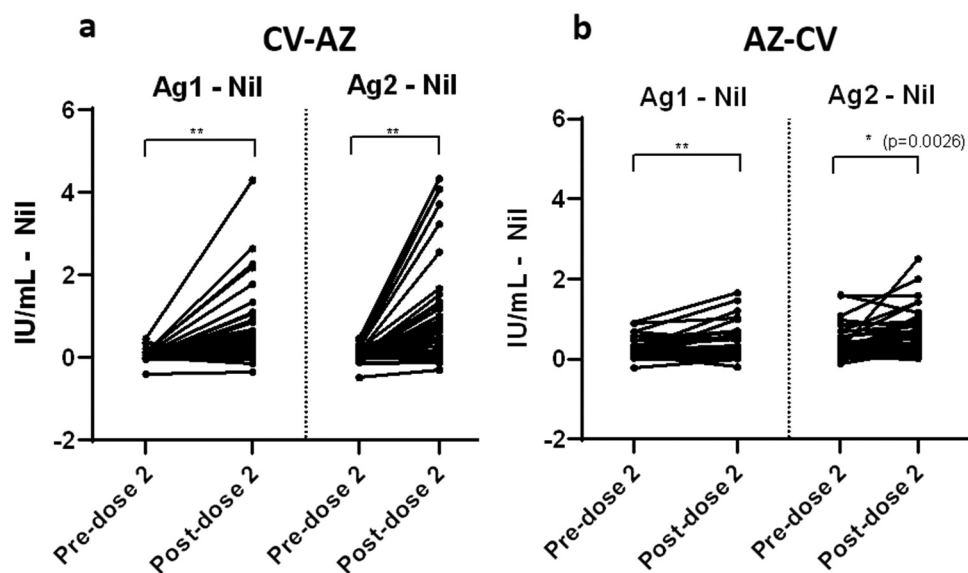 a
CV-AZ
Ag1 - Nil
Ag2 - Nil
IU/mL - Nil
6
4
2
0
-2
**
**
Pre-dose 2
Post-dose 2
Pre-dose 2
Post-dose 2
b
AZ-CV
Ag1 - Nil
Ag2 - Nil
IU/mL - Nil
6
4
2
0
-2
**
* (p=0.0026)
Pre-dose 2
Post-dose 2
Pre-dose 2
Post-dose 2